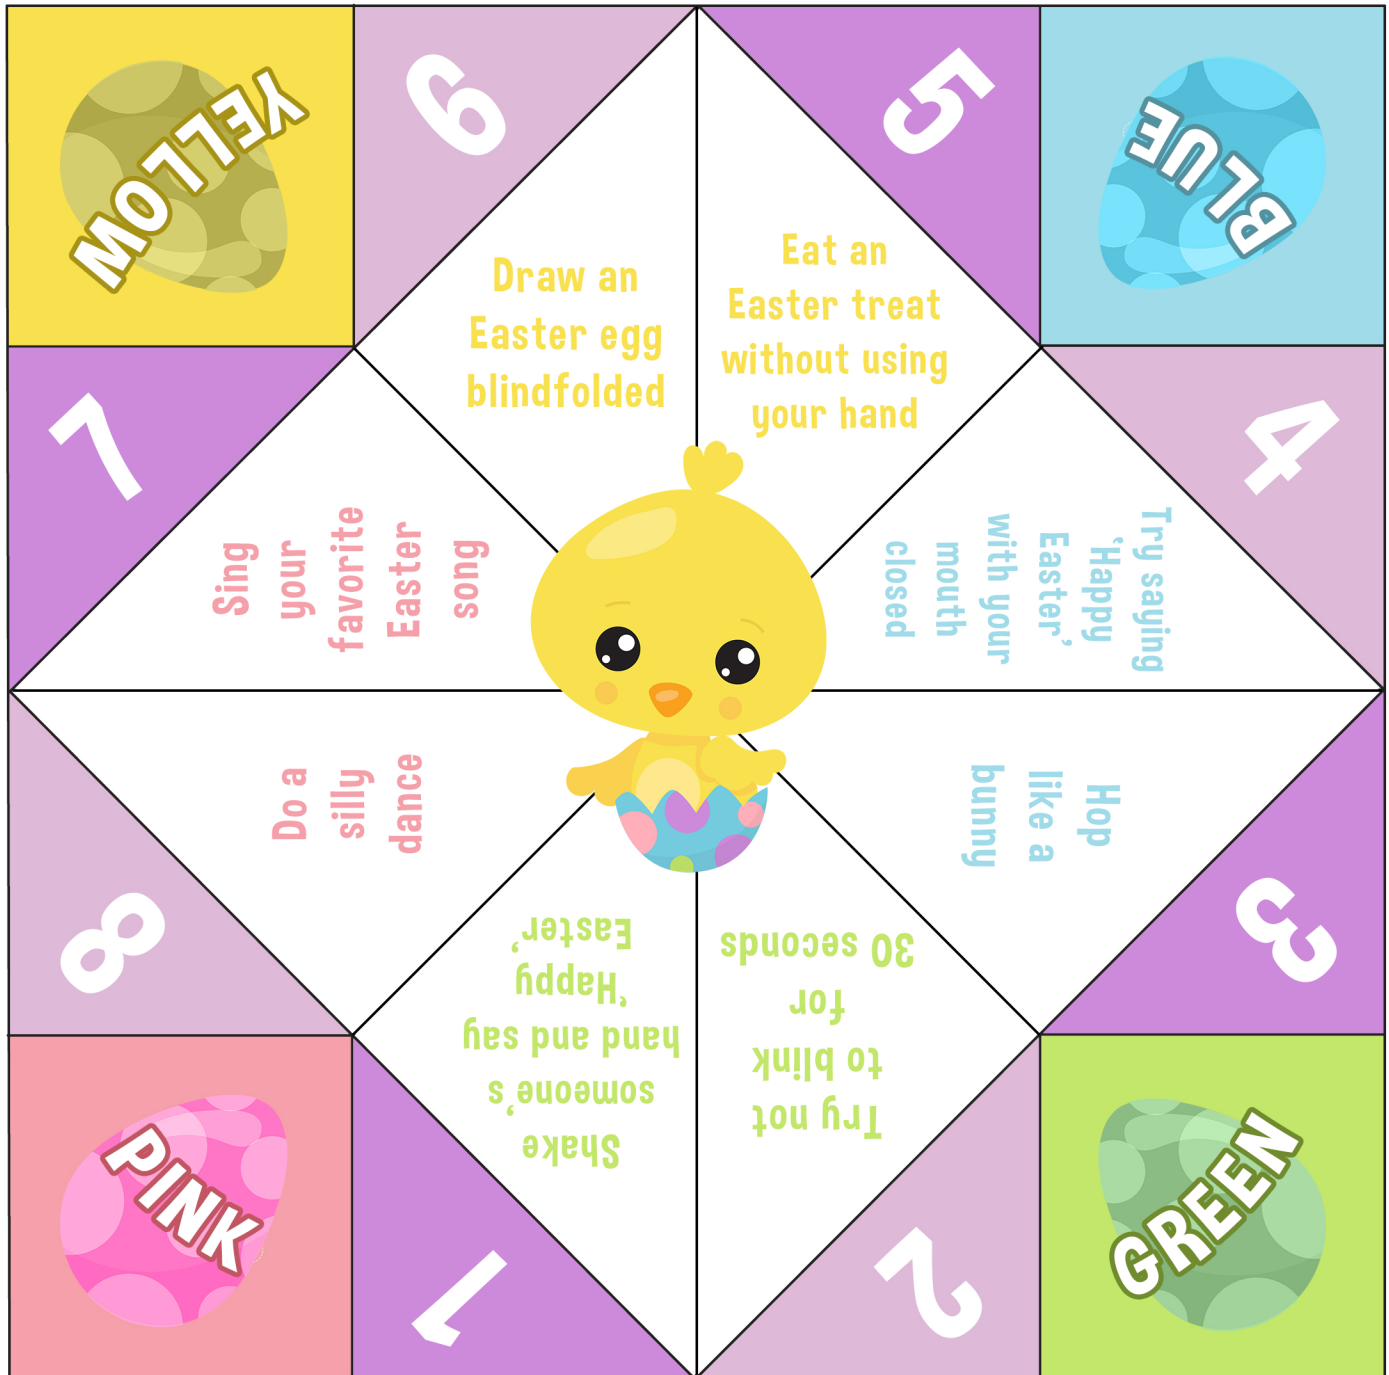 YELLOW
6
5
BLUE
Draw an
Easter egg
blindfolded
Eat an
Easter treat
without using
your hand
7
4
Sing
your
favorite
Easter
song
Try saying
'Happy
Easter'
with your
mouth
closed
Do a
silly
dance
Hop
like a
bunny
8
3
Shake
someone's
hand and say
'Happy
Easter'
Try not
to blink
for
30 seconds
PINK
1
2
GREEN